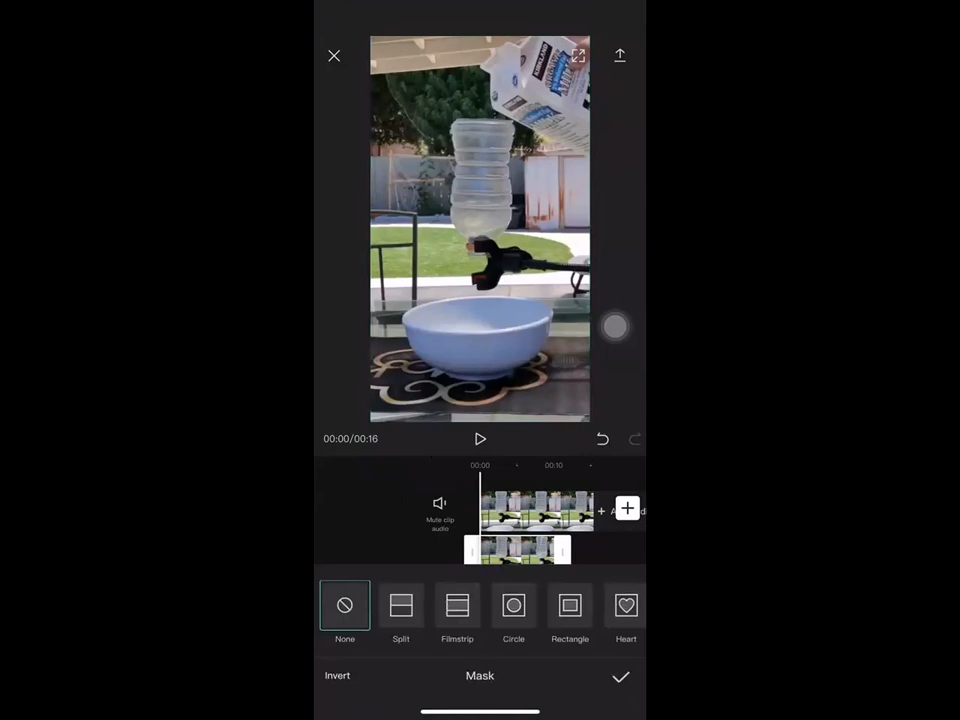 KIRKLAND
00:00/00:16
00:00
00:10
Mute clip
audio
None
Split
Filmstrip
Circle
Rectangle
Heart
Invert
Mask